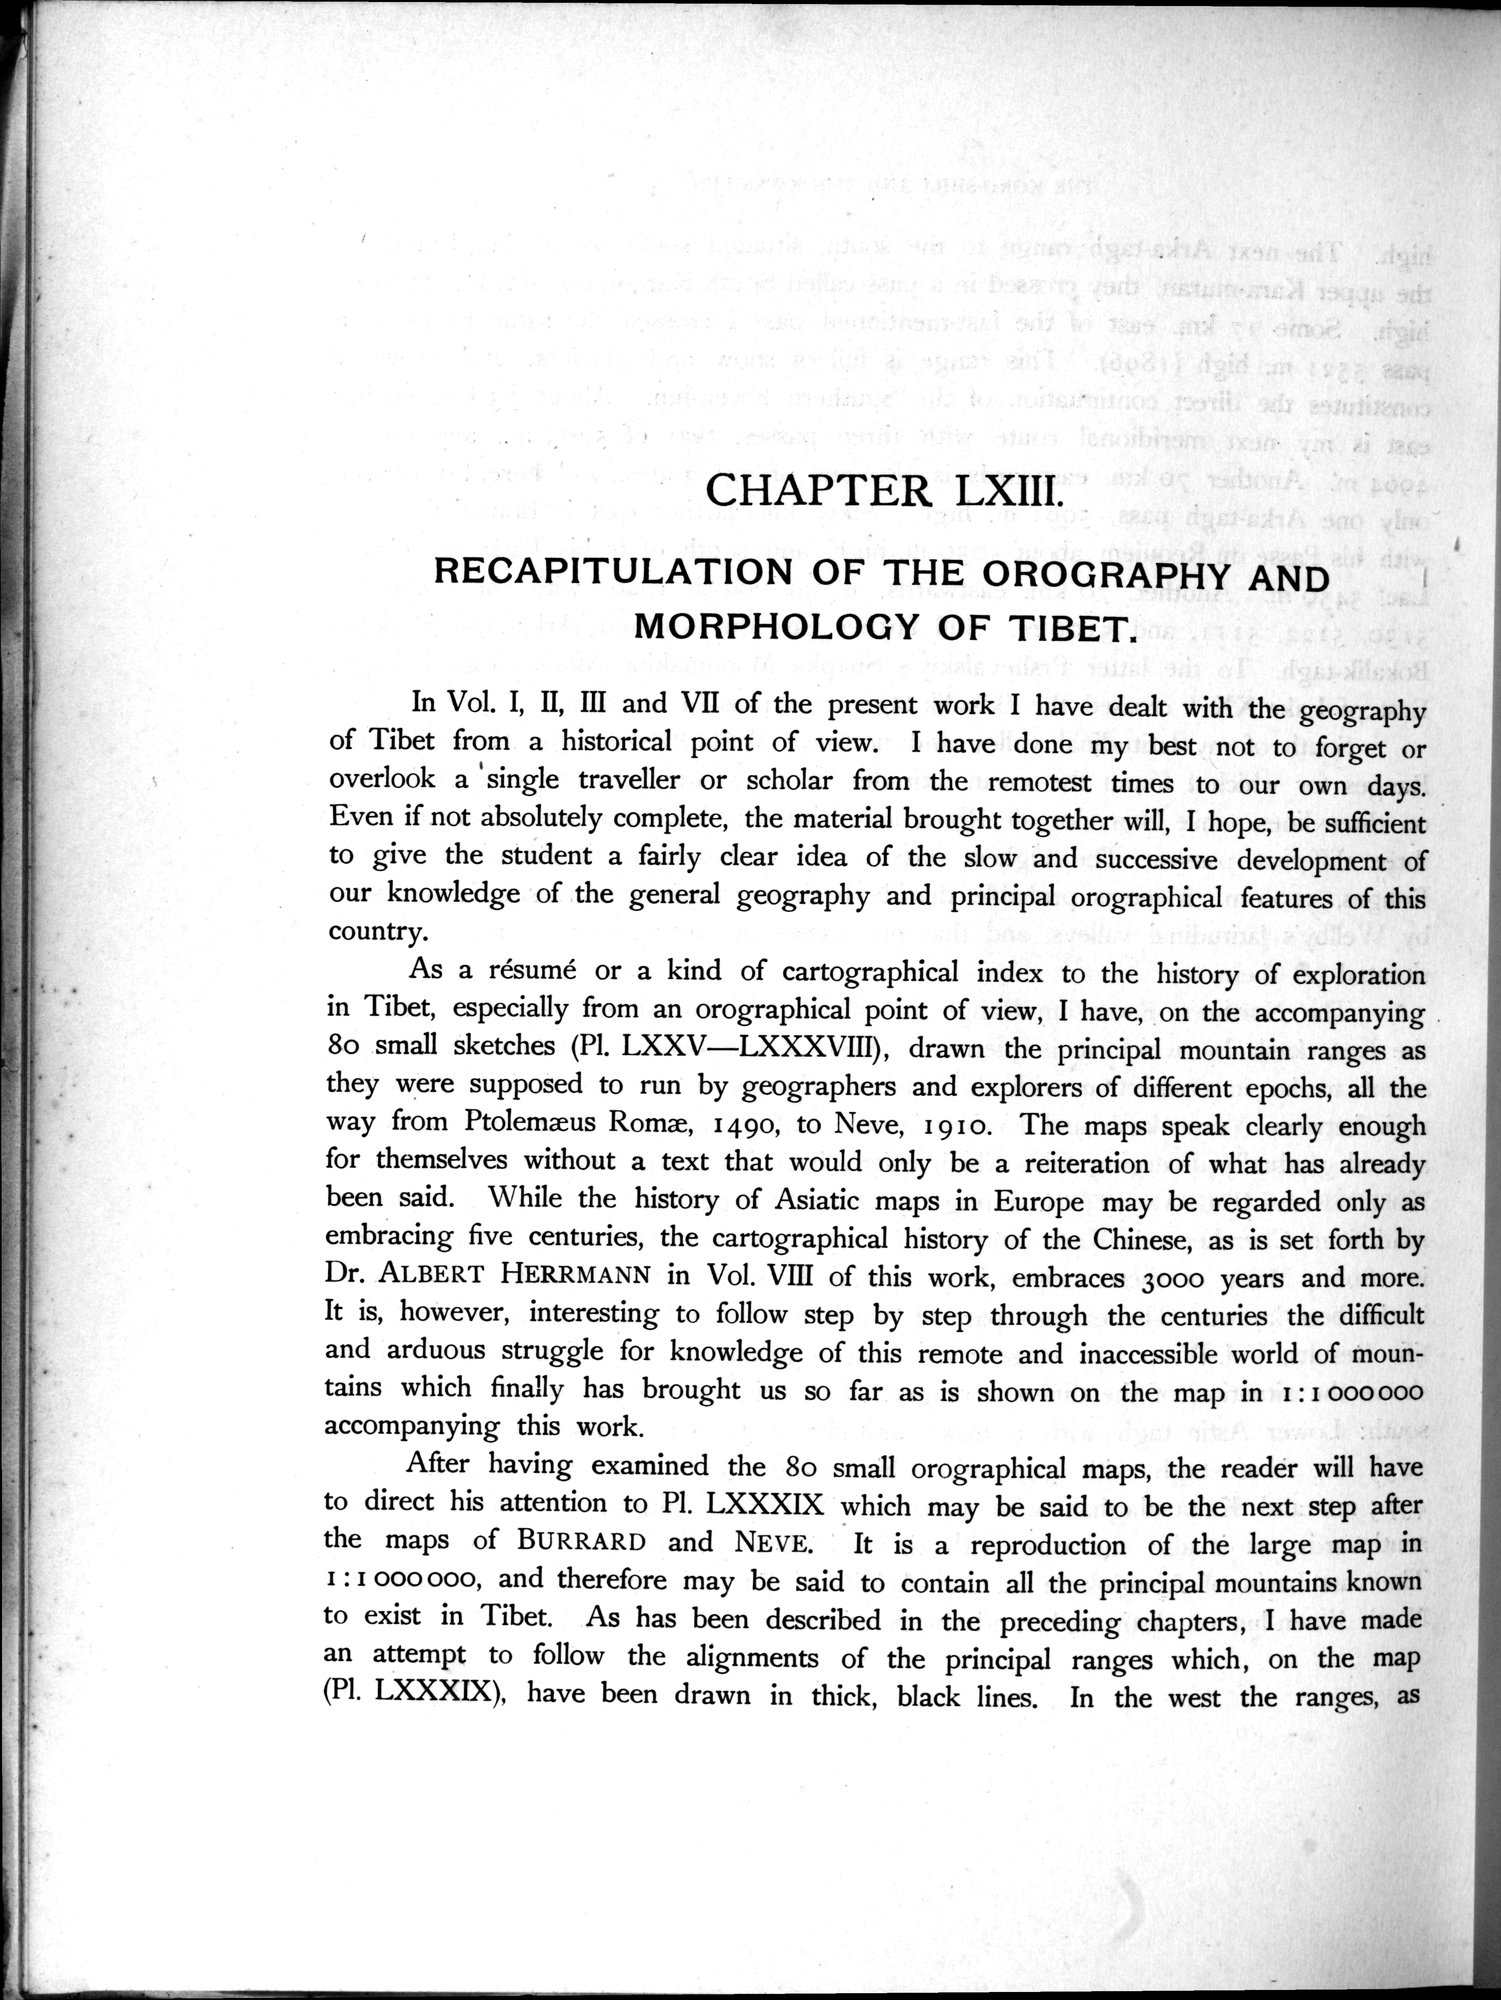 CHAPTER LXIII.
RECAPITULATION OF THE OROGRAPHY AND
MORPHOLOGY OF TIBET.
In Vol. I, II, III and VII of the present work I have dealt with the geography
of Tibet from a historical point of view. I have done my best not to forget or
overlook a single traveller or scholar from the remotest times to our own days.
Even if not absolutely complete, the material brought together will, I hope, be sufficient
to give the student a fairly clear idea of the slow and successive development of
our knowledge of the general geography and principal orographical features of this
country.
As a résumé or a kind of cartographical index to the history of exploration
in Tibet, especially from an orographical point of view, I have, on the accompanying
80 small sketches (Pl. LXXV—LXXXVIII), drawn the principal mountain ranges as
they were supposed to run by geographers and explorers of different epochs, all the
way from Ptolemæus Romæ, 1490, to Neve, 1910. The maps speak clearly enough
for themselves without a text that would only be a reiteration of what has already
been said. While the history of Asiatic maps in Europe may be regarded only as
embracing five centuries, the cartographical history of the Chinese, as is set forth by
Dr. ALBERT HERRMANN in Vol. VIII of this work, embraces 3000 years and more.
It is, however, interesting to follow step by step through the centuries the difficult
and arduous struggle for knowledge of this remote and inaccessible world of moun-
tains which finally has brought us so far as is shown on the map in 1:1 000 000
accompanying this work.
After having examined the 80 small orographical maps, the reader will have
to direct his attention to Pl. LXXXIX which may be said to be the next step after
the maps of BURRARD and NEVE. It is a reproduction of the large map in
1:1 000 000, and therefore may be said to contain all the principal mountains known
to exist in Tibet. As has been described in the preceding chapters, I have made
an attempt to follow the alignments of the principal ranges which, on the map
(Pl. LXXXIX), have been drawn in thick, black lines. In the west the ranges, as